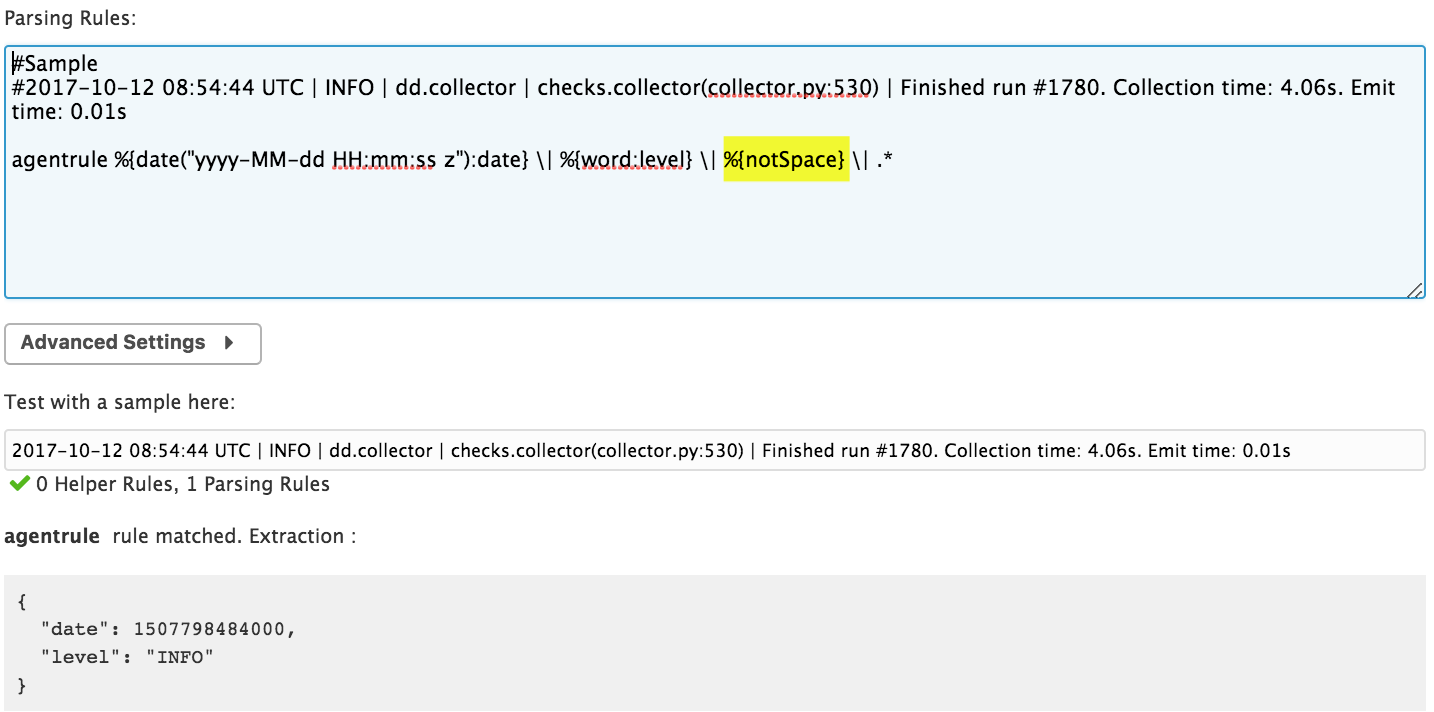 Parsing Rules:
#Sample
#2017-10-12 08:54:44 UTC | INFO | dd.collector | checks.collector(collector.py:530) | Finished run #1780. Collection time: 4.06s. Emit
time: 0.01s
agentrule %{date("yyyy-MM-dd HH:mm:ss z"):date} \| %{word:level} \| %{notSpace} \| .*
Advanced Settings
Test with a sample here:
2017-10-12 08:54:44 UTC | INFO | dd.collector | checks.collector(collector.py:530) | Finished run #1780. Collection time: 4.06s. Emit time: 0.01s
0 Helper Rules, 1 Parsing Rules
agentrule rule matched. Extraction :
{
"date": 1507798484000,
"level": "INFO"
}